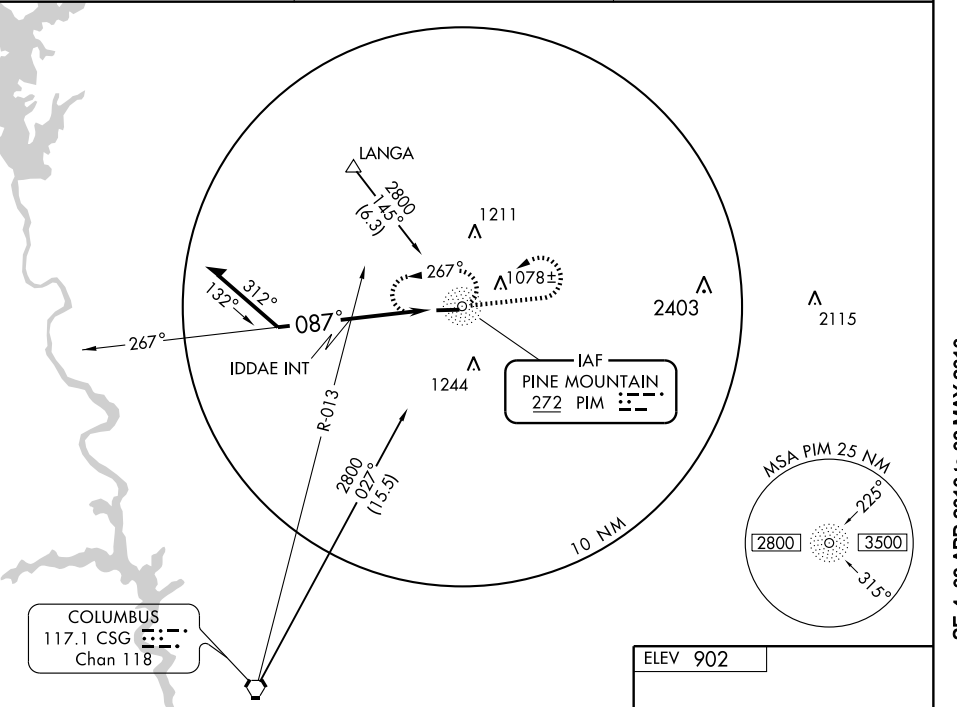 LANGA
2800
145°
(6.3)
1211
267°
1078±
312°
132°
087°
2403
2115
267°
IDDAE INT
IAF
PINE MOUNTAIN
272 PIM
1244
R-013
2800
027°
(15.5)
10 NM
MSA PIM 25 NM
225°
2800
3500
315°
COLUMBUS
117.1 CSG
Chan 118
ELEV 902